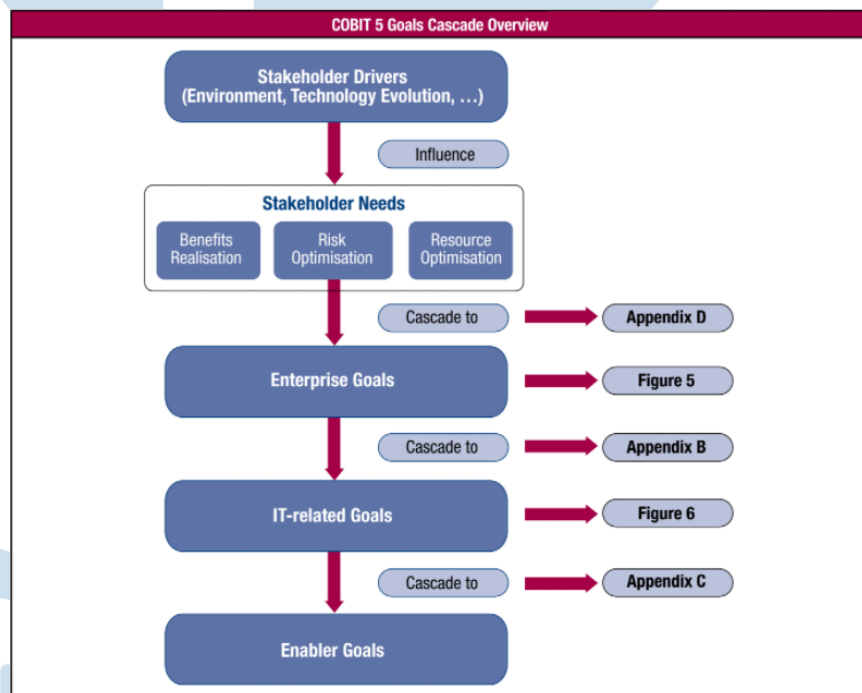 COBIT 5 Goals Cascade Overview
Stakeholder Drivers
(Environment, Technology Evolution, …)
Influence
Stakeholder Needs
Benefits
Realisation
Risk
Optimisation
Resource
Optimisation
Cascade to
Appendix D
Enterprise Goals
Figure 5
Cascade to
Appendix B
IT-related Goals
Figure 6
Cascade to
Appendix C
Enabler Goals